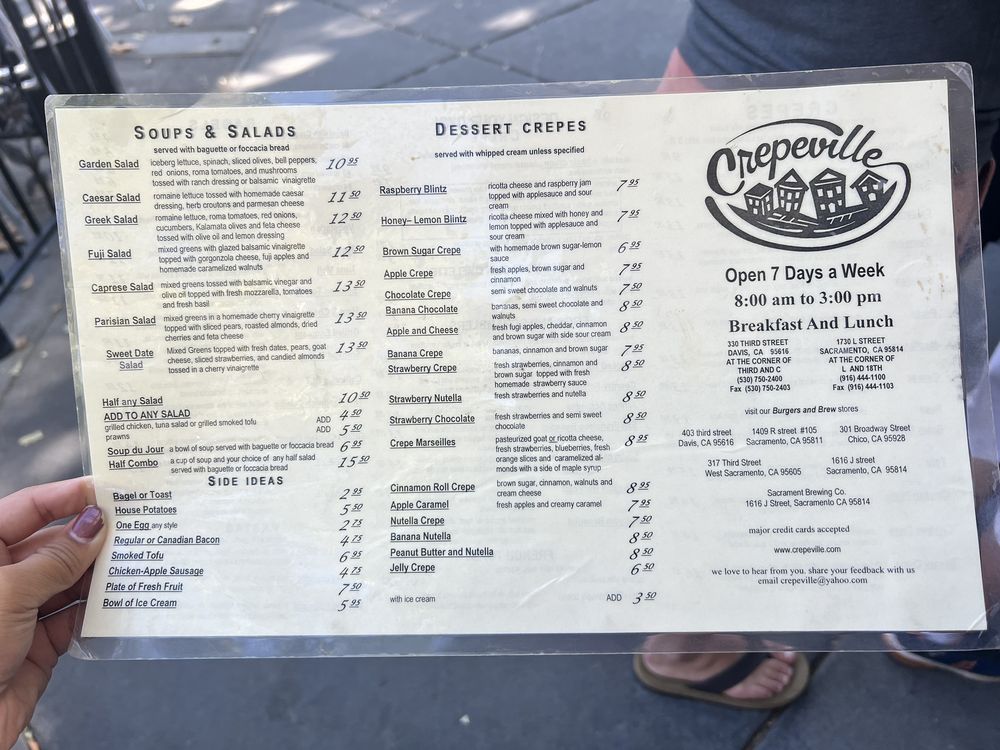 SOUPS & SALADS
served with baguette or foccacia bread
Garden Salad iceberg lettuce, spinach, sliced olives, bell peppers, 10 95
red onions, roma tomatoes, and mushrooms
tossed with ranch dressing or balsamic vinaigrette
Caesar Salad romaine lettuce tossed with homemade caesar 11 50
dressing, herb croutons and parmesan cheese
Greek Salad romaine lettuce, roma tomatoes, red onions, 12 50
cucumbers, Kalamata olives and feta cheese
tossed with olive oil and lemon dressing
Fuji Salad mixed greens with glazed balsamic vinaigrette 12 50
topped with gorgonzola cheese, fuji apples and
homemade caramelized walnuts
Caprese Salad mixed greens tossed with balsamic vinegar and 13 50
olive oil topped with fresh mozzarella, tomatoes
and fresh basil
Parisian Salad mixed greens in a homemade cherry vinaigrette 13 50
topped with sliced pears, roasted almonds, dried
cherries and feta cheese
Sweet Date Mixed Greens topped with fresh dates, pears, goat 13 50
Salad cheese, sliced strawberries, and candied almonds
tossed in a cherry vinaigrette
Half any Salad 10 50
ADD TO ANY SALAD
grilled chicken, tuna salad or grilled smoked tofu ADD 4 50
prawns ADD 5 50
Soup du Jour a bowl of soup served with baguette or foccacia bread 6 95
Half Combo a cup of soup and your choice of any half salad 15 50
served with baguette or foccacia bread
SIDE IDEAS
Bagel or Toast 2 95
House Potatoes 5 50
One Egg any style 2 75
Regular or Canadian Bacon 4 75
Smoked Tofu 6 95
Chicken-Apple Sausage 4 75
Plate of Fresh Fruit 7 50
Bowl of Ice Cream 5 95
DESSERT CREPES
served with whipped cream unless specified
Raspberry Blintz ricotta cheese and raspberry jam 7 95
topped with applesauce and sour
cream
Honey– Lemon Blintz ricotta cheese mixed with honey and 7 95
lemon topped with applesauce and
sour cream
Brown Sugar Crepe with homemade brown sugar-lemon 6 95
sauce
Apple Crepe fresh apples, brown sugar and 7 95
cinnamon
Chocolate Crepe semi sweet chocolate and walnuts 7 50
Banana Chocolate bananas, semi sweet chocolate and 8 50
walnuts
Apple and Cheese fresh fugi apples, cheddar, cinnamon 8 50
and brown sugar with side sour cream
Banana Crepe bananas, cinnamon and brown sugar 7 95
Strawberry Crepe fresh strawberries, cinnamon and 8 50
brown sugar topped with fresh
homemade strawberry sauce
Strawberry Nutella fresh strawberries and nutella 8 50
Strawberry Chocolate fresh strawberries and semi sweet 8 50
chocolate
Crepe Marseilles pasteurized goat or ricotta cheese, 8 95
fresh strawberries, blueberries, fresh
orange slices and caramelized al-
monds with a side of maple syrup
Cinnamon Roll Crepe brown sugar, cinnamon, walnuts and 8 95
cream cheese
Apple Caramel fresh apples and creamy caramel 7 95
Nutella Crepe 7 50
Banana Nutella 8 50
Peanut Butter and Nutella 8 50
Jelly Crepe 6 50
with ice cream ADD 3 50
Crepeville
Open 7 Days a Week
8:00 am to 3:00 pm
Breakfast And Lunch
330 THIRD STREET
DAVIS, CA 95616
AT THE CORNER OF
THIRD AND C
(530) 750-2400
Fax (530) 750-2403
1730 L STREET
SACRAMENTO, CA 95814
AT THE CORNER OF
L AND 18TH
(916) 444-1100
Fax (916) 444-1103
visit our Burgers and Brew stores
403 third street
Davis, CA 95616
1409 R street #105
Sacramento, CA 95811
301 Broadway Street
Chico, CA 95928
317 Third Street
West Sacramento, CA 95605
1616 J street
Sacramento, CA 95814
Sacrament Brewing Co.
1616 J Street, Sacramento CA 95814
major credit cards accepted
www.crepeville.com
we love to hear from you. share your feedback with us
email crepeville@yahoo.com